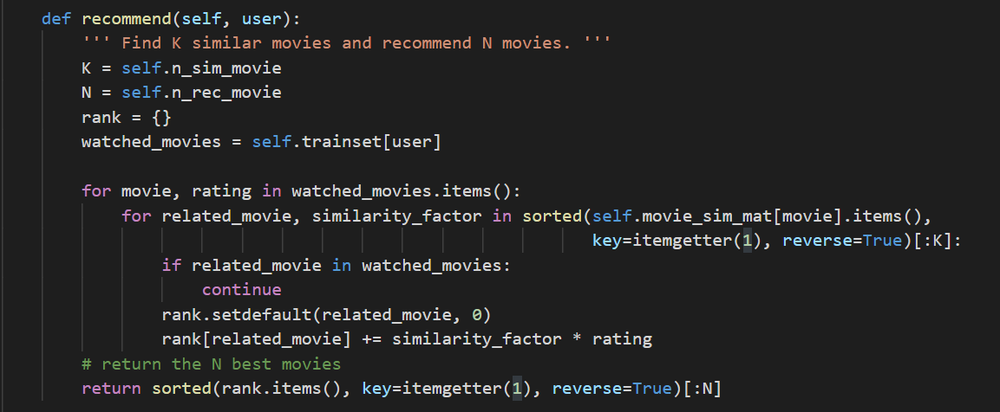 def recommend(self, user):
    ''' Find K similar movies and recommend N movies. '''
    K = self.n_sim_movie
    N = self.n_rec_movie
    rank = {}
    watched_movies = self.trainset[user]

    for movie, rating in watched_movies.items():
        for related_movie, similarity_factor in sorted(self.movie_sim_mat[movie].items(),
                                                       key=itemgetter(1), reverse=True)[:K]:
            if related_movie in watched_movies:
                continue
            rank.setdefault(related_movie, 0)
            rank[related_movie] += similarity_factor * rating
    # return the N best movies
    return sorted(rank.items(), key=itemgetter(1), reverse=True)[:N]